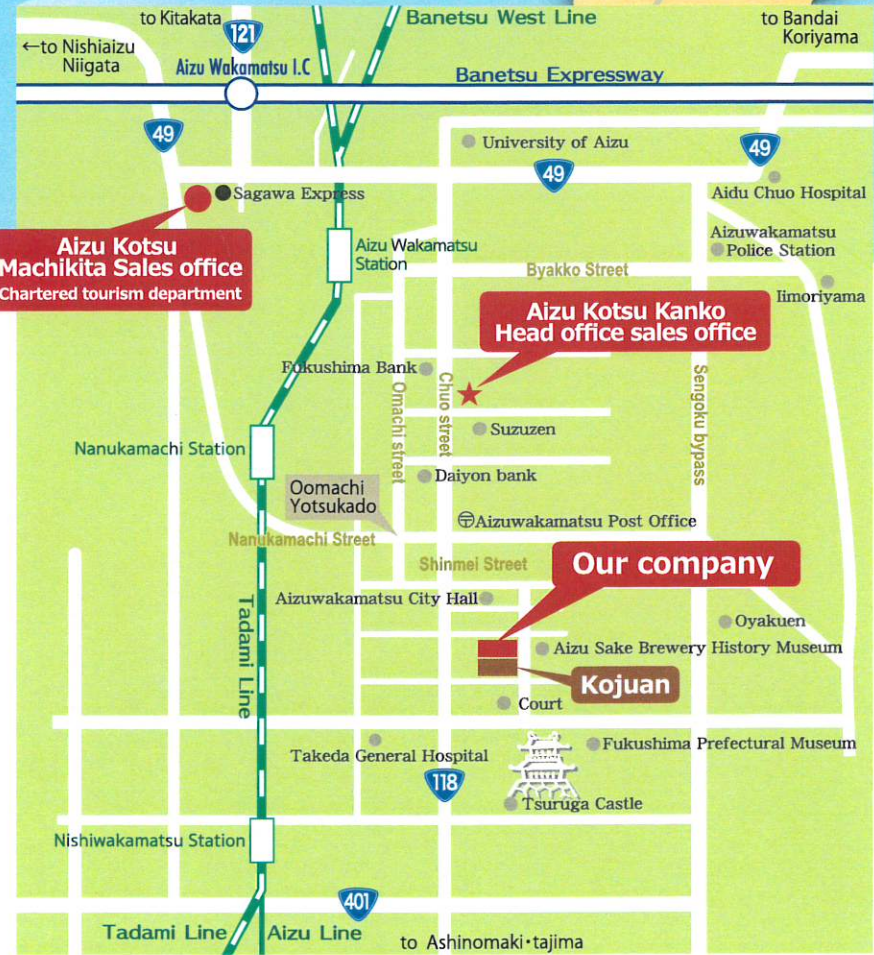 to Kitakata
121
Banetsu West Line
to Bandai
Koriyama
←to Nishiaizu
Niigata
Aizu Wakamatsu I.C
Banetsu Expressway
49
University of Aizu
49
49
Sagawa Express
Aidu Chuo Hospital
Aizu Kotsu
Machikita Sales office
Chartered tourism department
Aizu Wakamatsu
Station
Aizuwakamatsu
Police Station
Byakko Street
Iimoriyama
Aizu Kotsu Kanko
Head office sales office
Fukushima Bank
Omachi street
Chuo street
Sengoku bypass
Suzuzen
Nanukamachi Station
Daiyon bank
Oomachi
Yotsukado
〶Aizuwakamatsu Post Office
Nanukamachi Street
Shinmei Street
Our company
Aizuwakamatsu City Hall
Oyakuen
Tadami Line
Aizu Sake Brewery History Museum
Kojuan
Court
Takeda General Hospital
Fukushima Prefectural Museum
118
Tsuruga Castle
Nishiwakamatsu Station
401
Tadami Line
Aizu Line
to Ashinomaki・tajima